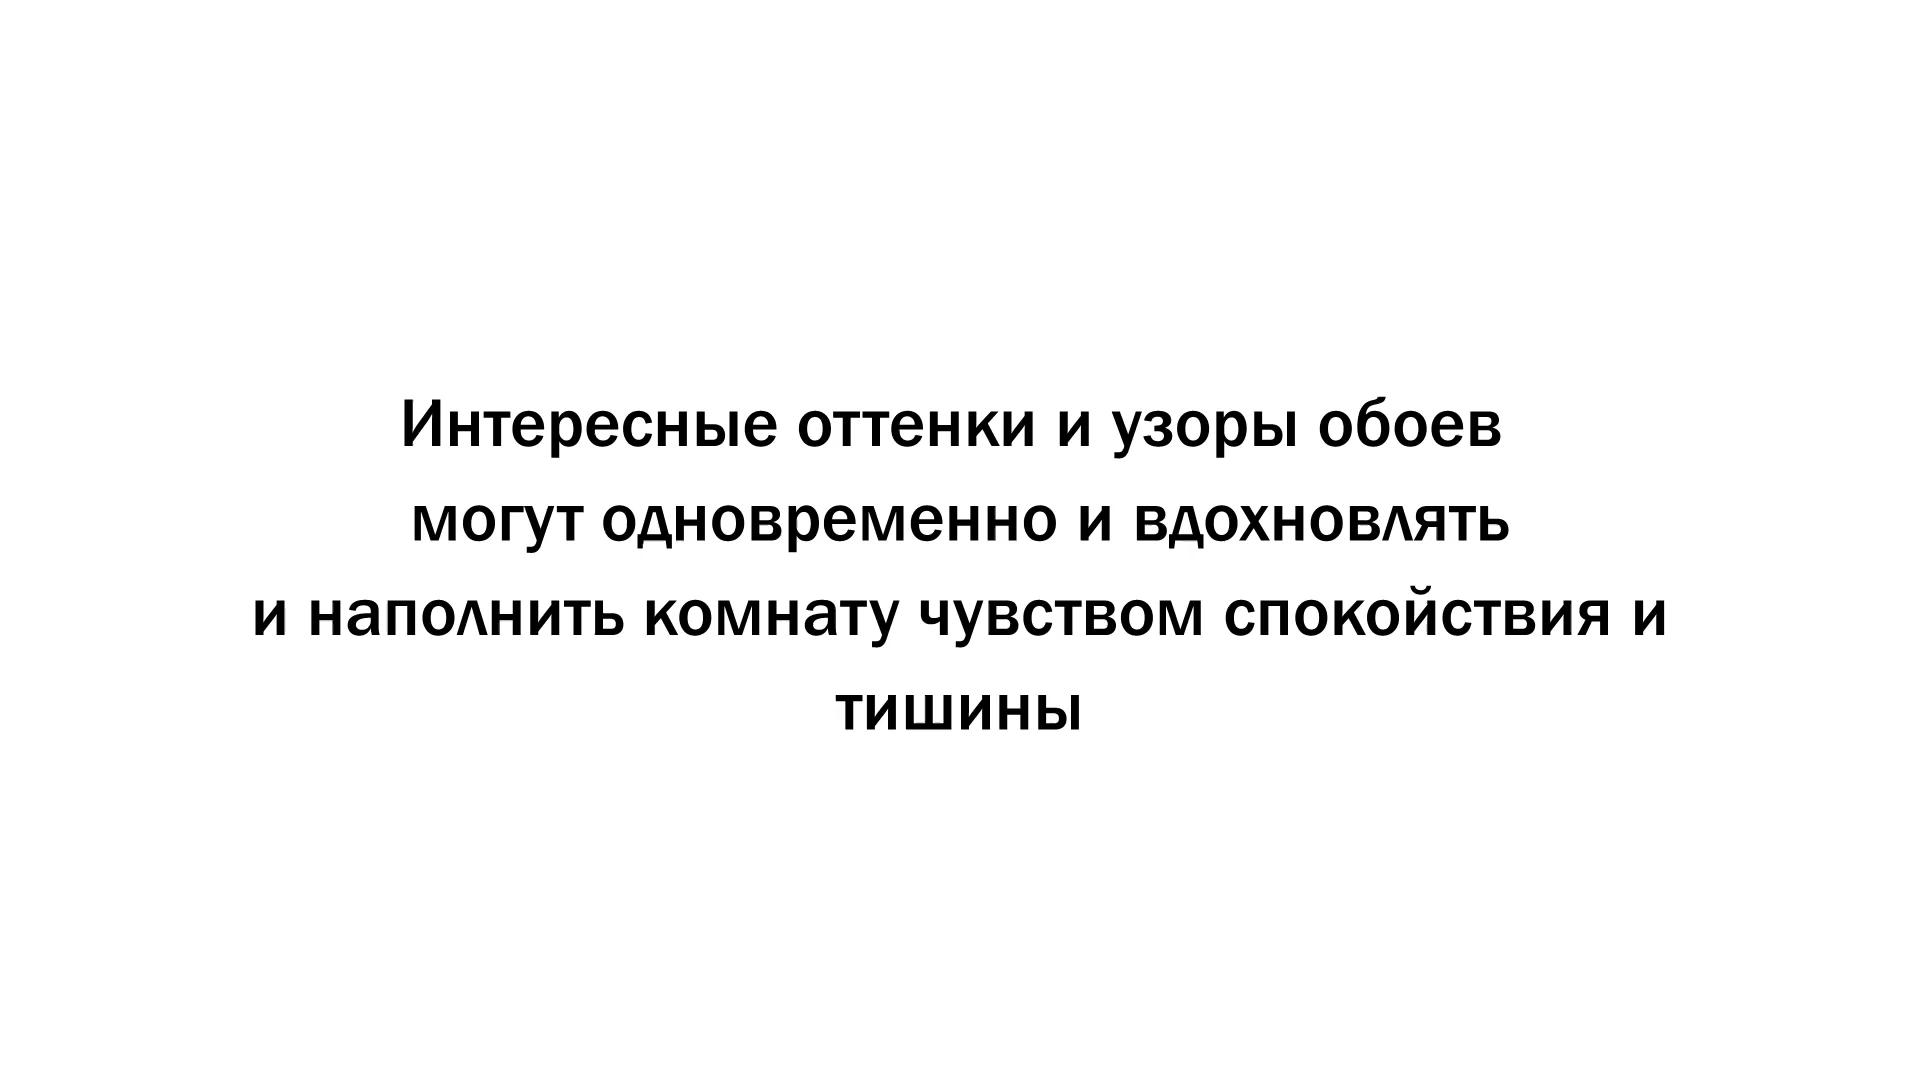 Интересные оттенки и узоры обоев
могут одновременно и вдохновлять
и наполнить комнату чувством спокойствия и
тишины